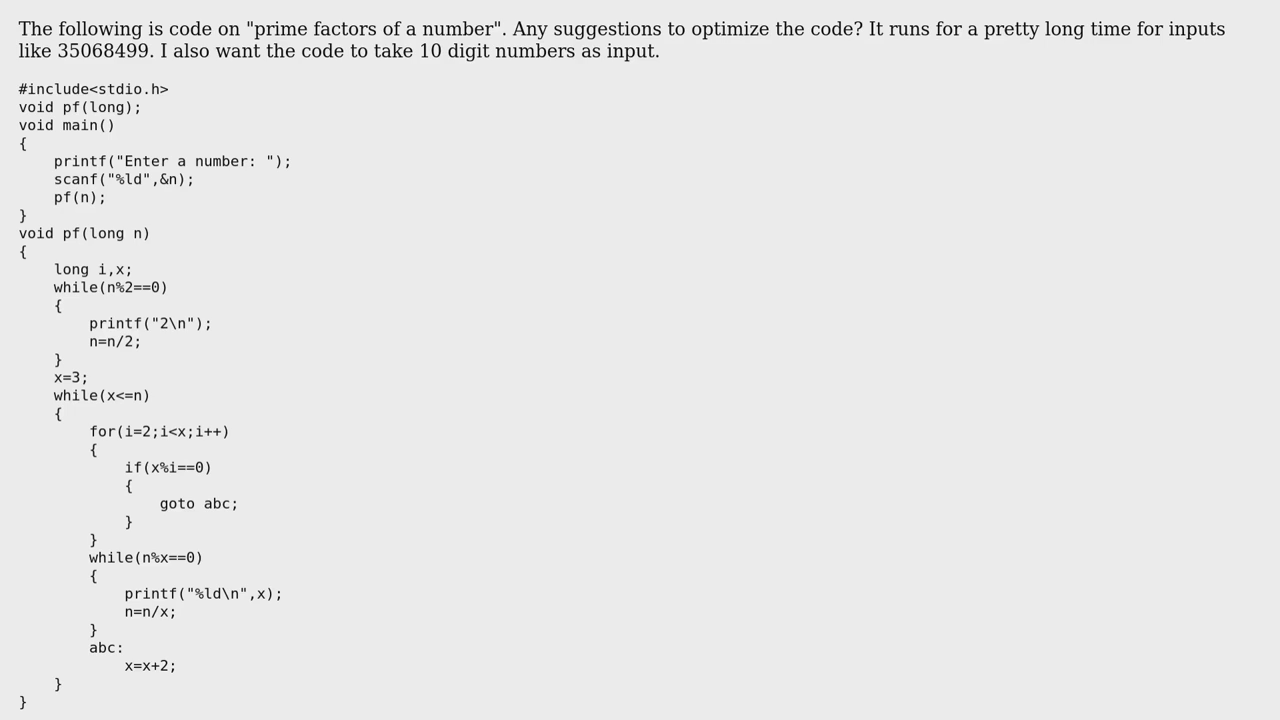 The following is code on "prime factors of a number". Any suggestions to optimize the code? It runs for a pretty long time for inputs
like 35068499. I also want the code to take 10 digit numbers as input.
#include<stdio.h>
void pf(long);
void main()
{
    printf("Enter a number: ");
    scanf("%ld",&n);
    pf(n);
}
void pf(long n)
{
    long i,x;
    while(n%2==0)
    {
        printf("2\n");
        n=n/2;
    }
    x=3;
    while(x<=n)
    {
        for(i=2;i<x;i++)
        {
            if(x%i==0)
            {
                goto abc;
            }
        }
        while(n%x==0)
        {
            printf("%ld\n",x);
            n=n/x;
        }
        abc:
            x=x+2;
    }
}